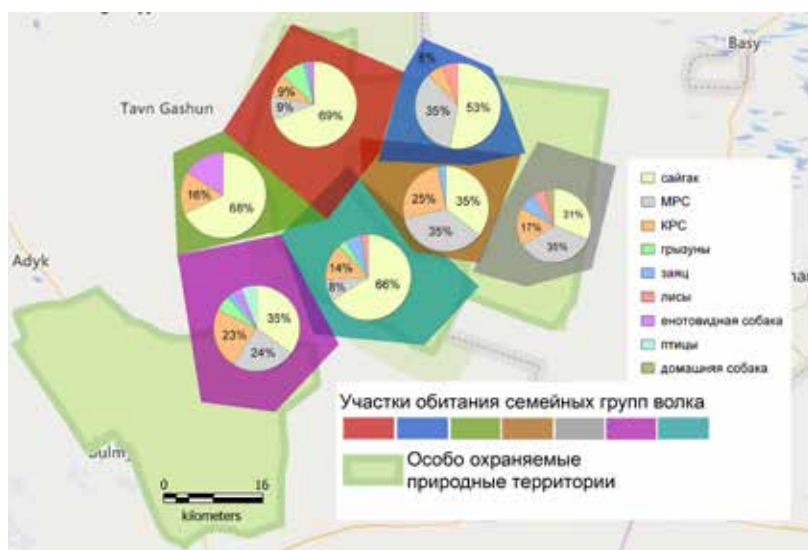 Basy
Tavn Gashun
6%
9%
9%
69%
35%
53%
16%
68%
25%
35%
35%
17%
31%
35%
14%
8%
66%
Adyk
35%
23%
24%
сайгак
МРС
КРС
грызуны
заяц
лисы
енотовидная собака
птицы
домашняя собака
Участки обитания семейных групп волка
Особо охраняемые
природные территории
0 16
kilometers